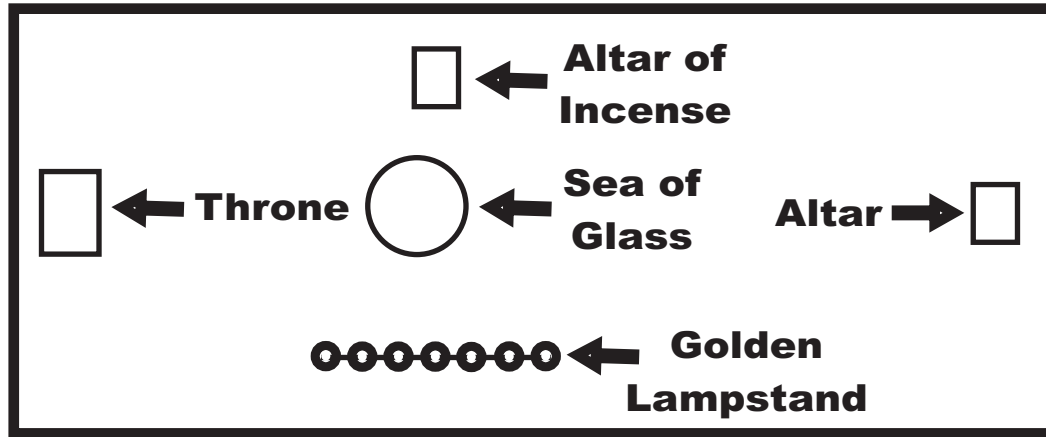 Altar of
Incense
Throne
Sea of
Glass
Altar
Golden
Lampstand